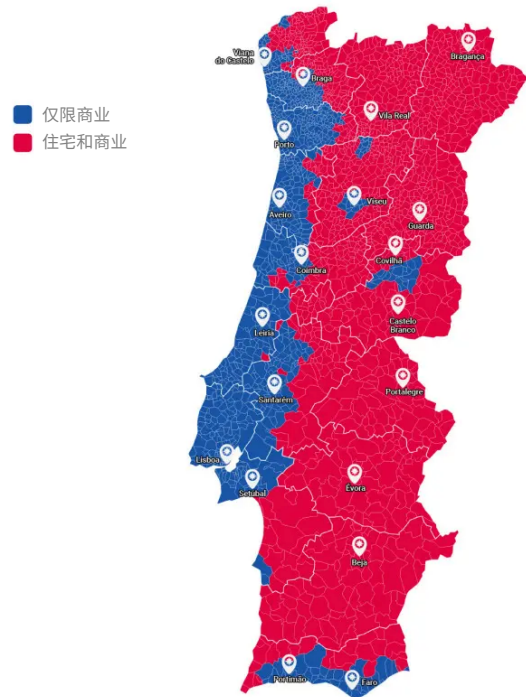 Viana
do Castelo
Bragança
Braga
仅限商业
Vila Real
住宅和商业
Porto
Viseu
Aveiro
Guarda
Covilhã
Coimbra
Castelo
Branco
Leiria
Portalegre
Santarém
Lisboa
Évora
Setúbal
Beja
Portimão
Faro